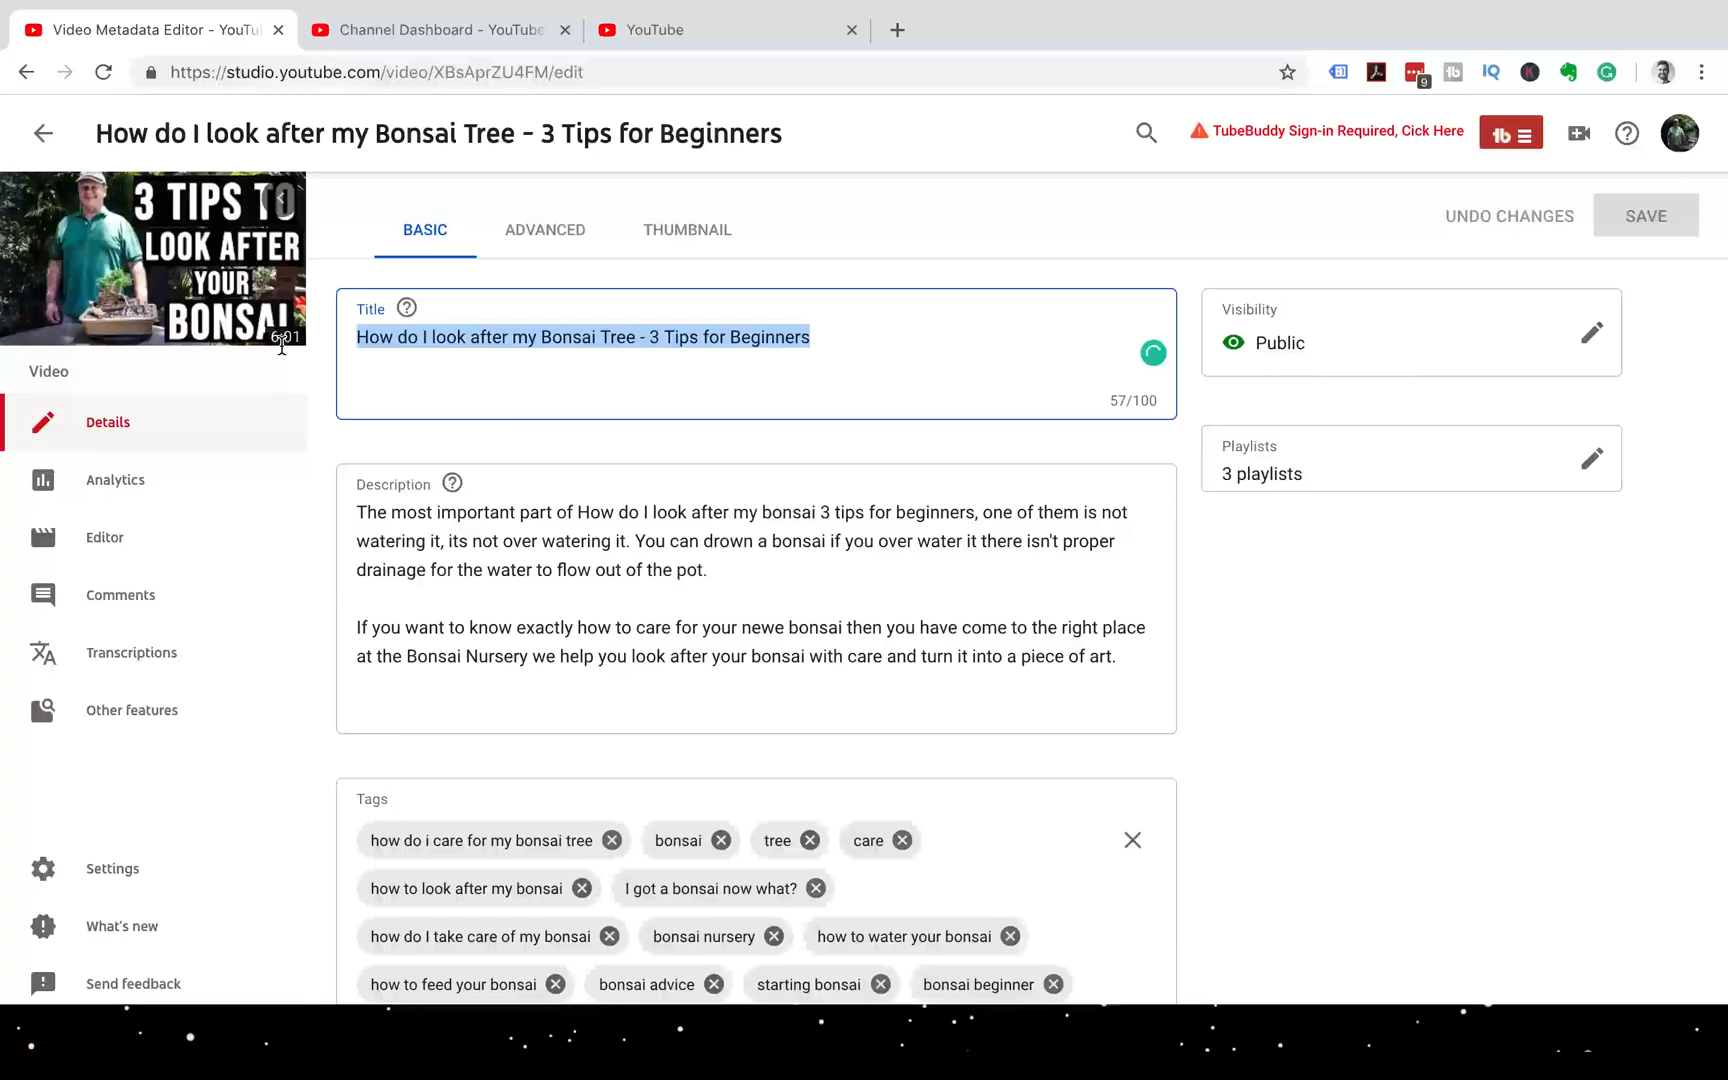 Video Metadata Editor - YouTu
Channel Dashboard - YouTube
YouTube
https://studio.youtube.com/video/XBsAprZU4FM/edit
9
How do I look after my Bonsai Tree - 3 Tips for Beginners
TubeBuddy Sign-in Required, Click Here
3 TIPS TO
LOOK AFTER
YOUR
BONSAI
6:01
BASIC
ADVANCED
THUMBNAIL
UNDO CHANGES
SAVE
Title
How do I look after my Bonsai Tree - 3 Tips for Beginners
57/100
Visibility
Public
Playlists
3 playlists
Video
Details
Analytics
Editor
Comments
Transcriptions
Other features
Settings
What's new
Send feedback
Description
The most important part of How do I look after my bonsai 3 tips for beginners, one of them is not
watering it, its not over watering it. You can drown a bonsai if you over water it there isn't proper
drainage for the water to flow out of the pot.
If you want to know exactly how to care for your newe bonsai then you have come to the right place
at the Bonsai Nursery we help you look after your bonsai with care and turn it into a piece of art.
Tags
how do i care for my bonsai tree
bonsai
tree
care
how to look after my bonsai
I got a bonsai now what?
how do I take care of my bonsai
bonsai nursery
how to water your bonsai
how to feed your bonsai
bonsai advice
starting bonsai
bonsai beginner